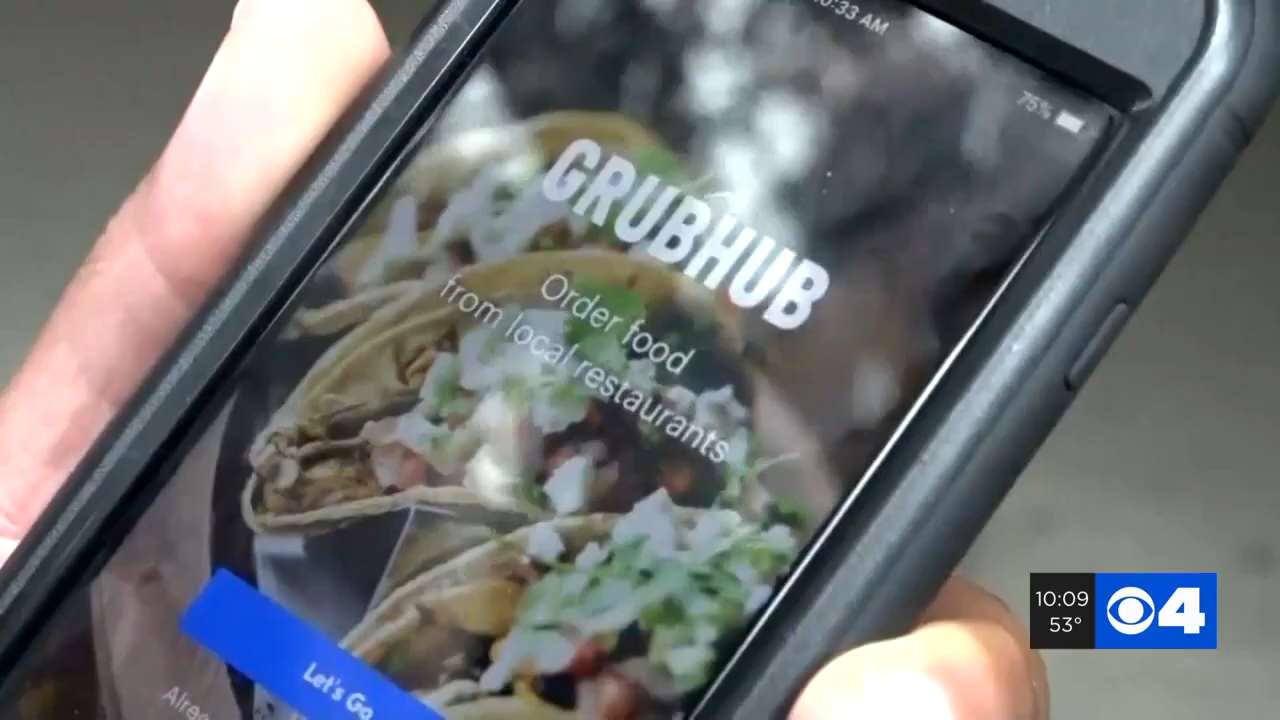 75%
GRUBHUB
Order food
from local restaurants
Let's Go
10:09
53°
4